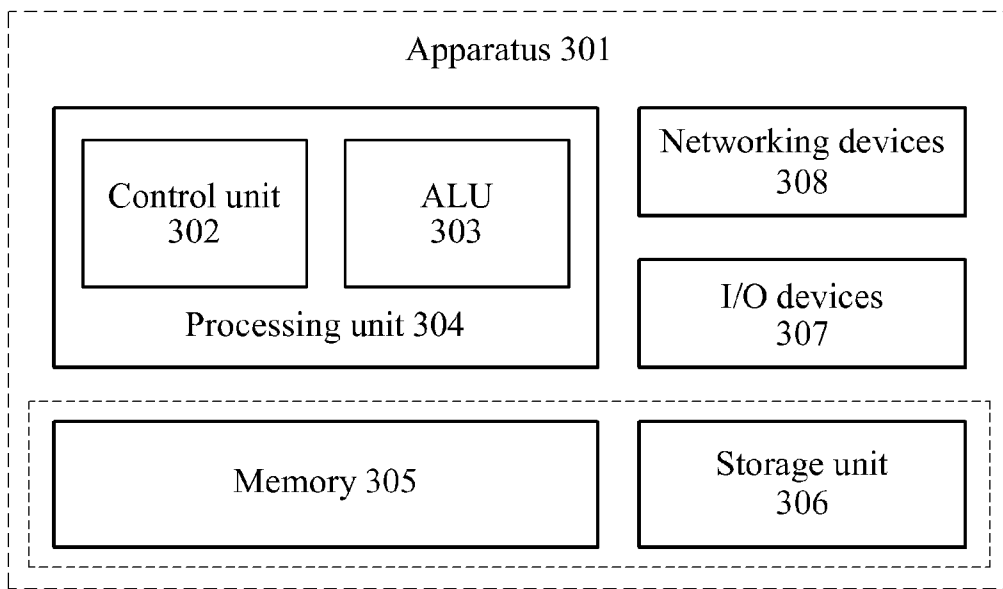 Apparatus 301
Control unit
302
ALU
303
Processing unit 304
Networking devices
308
I/O devices
307
Memory 305
Storage unit
306